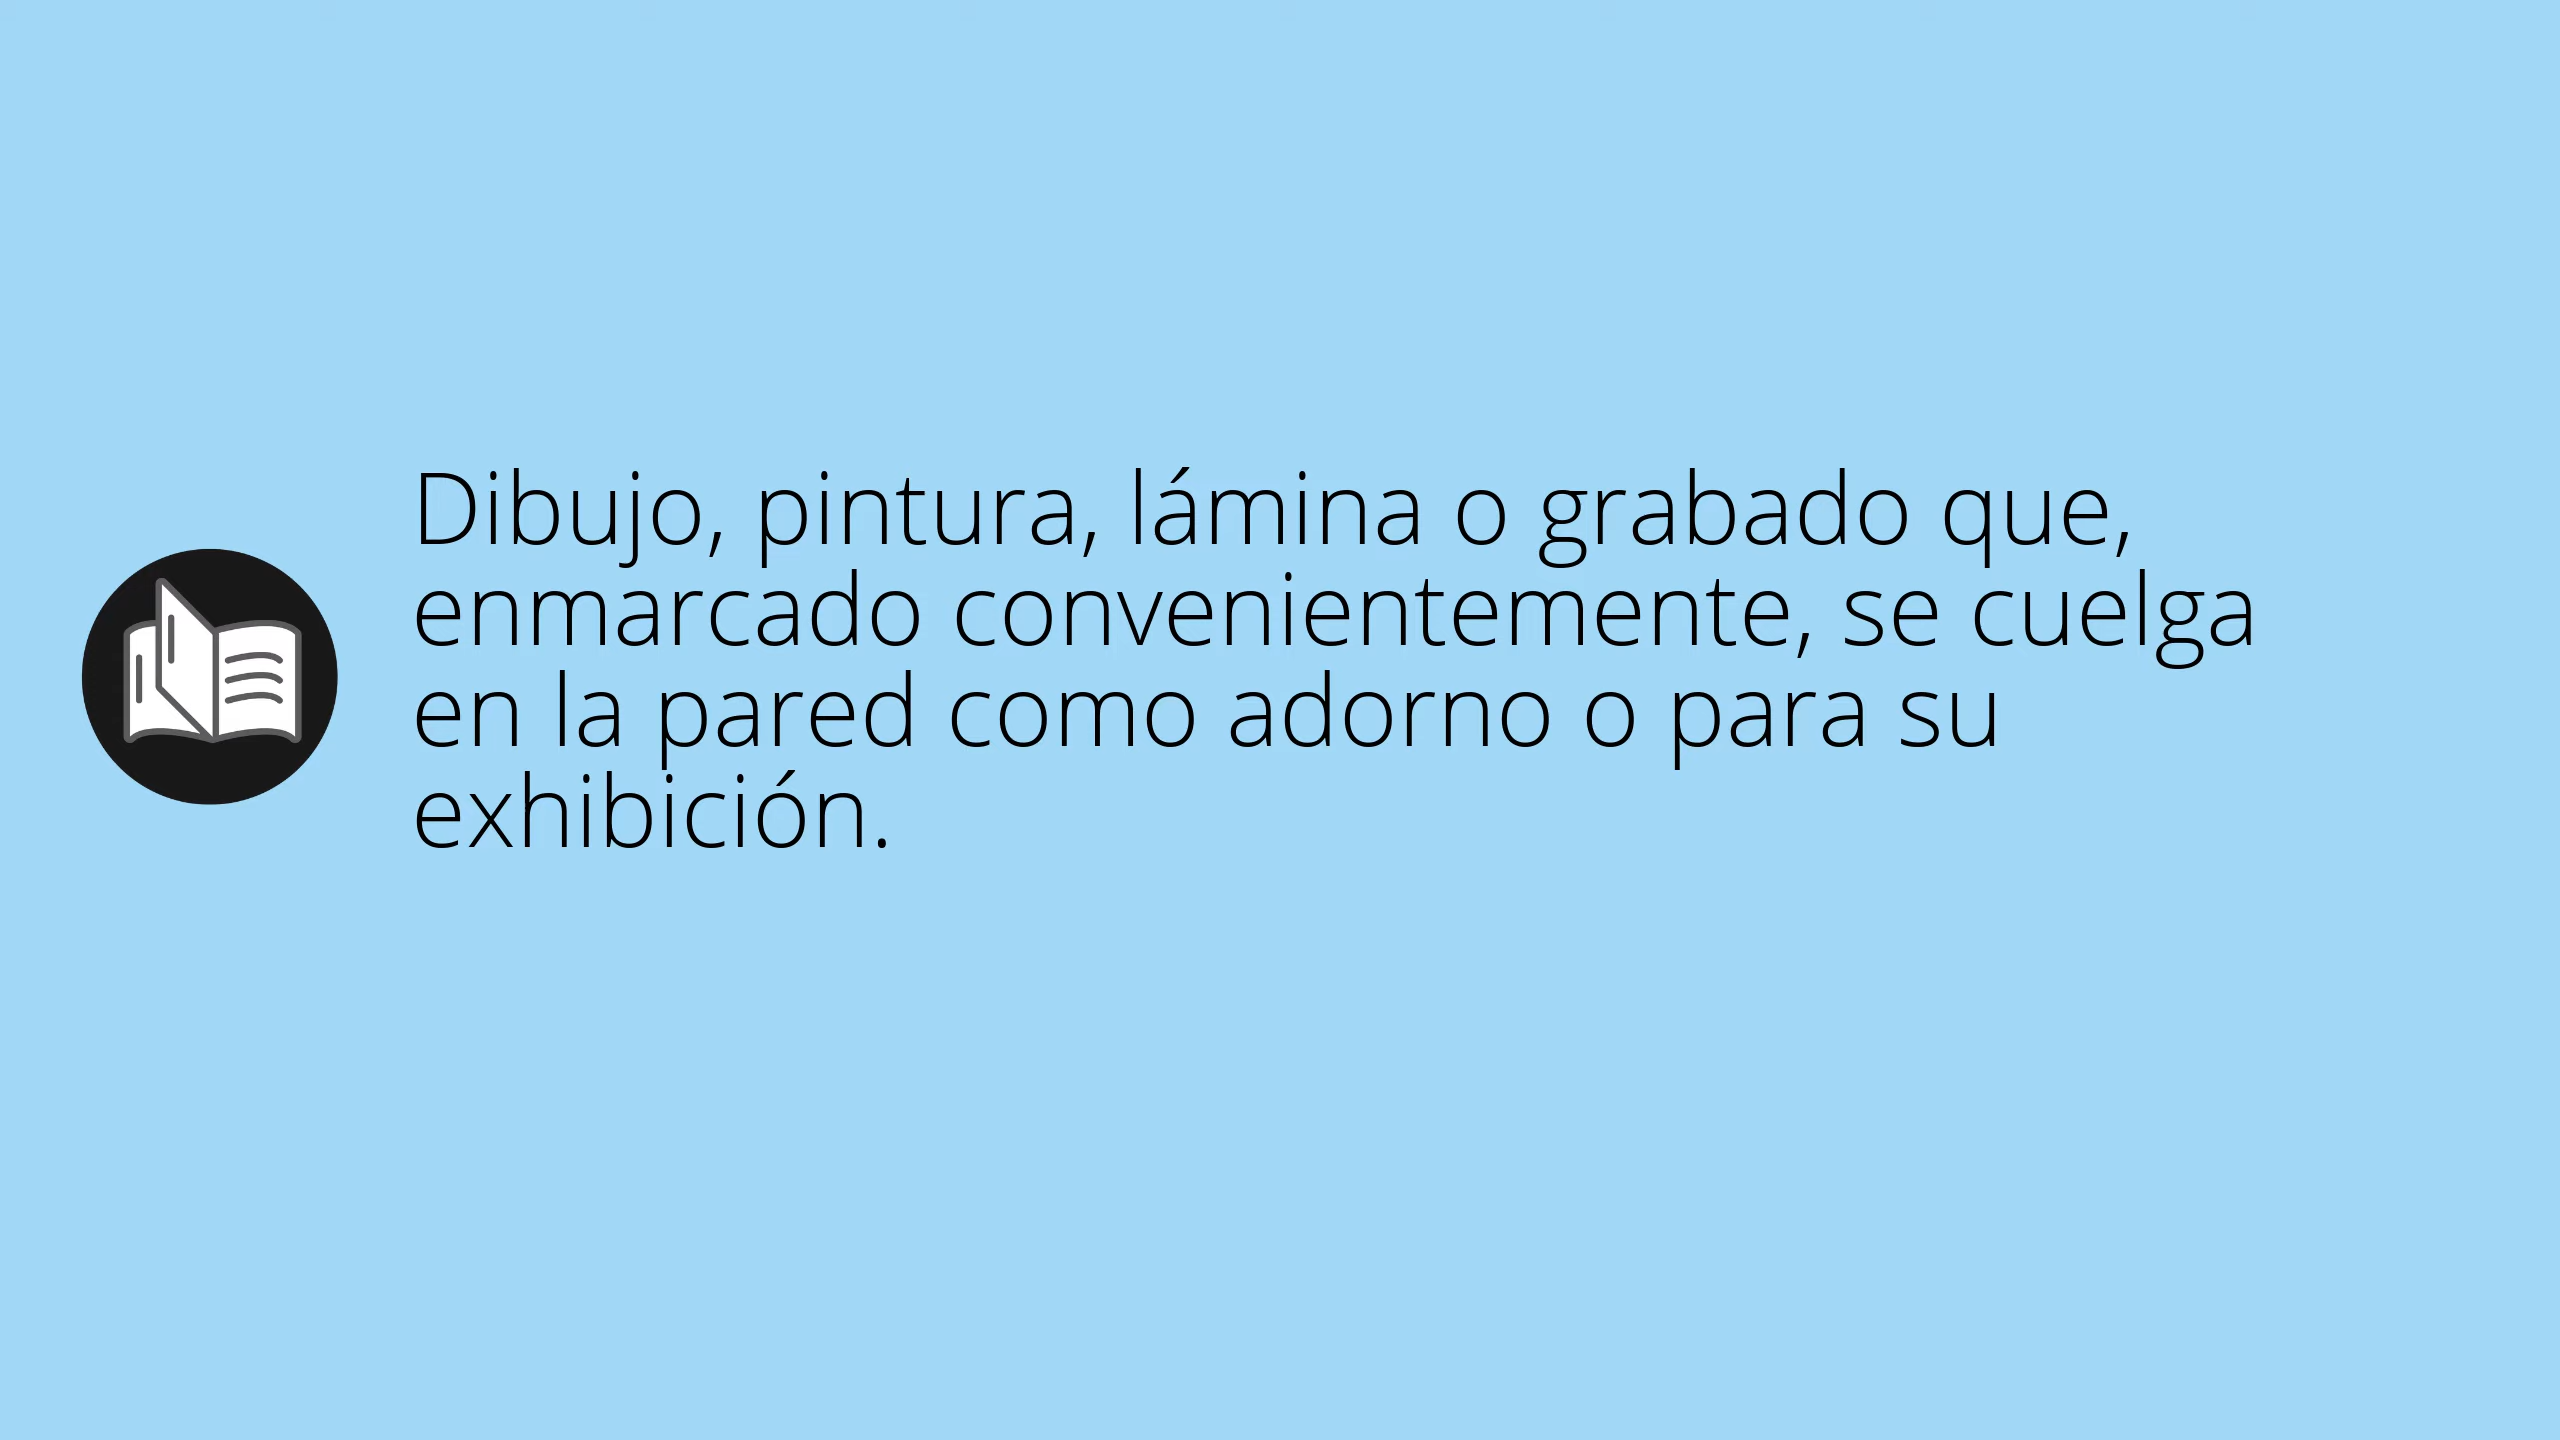 Dibujo, pintura, lámina o grabado que,
enmarcado convenientemente, se cuelga
en la pared como adorno o para su
exhibición.